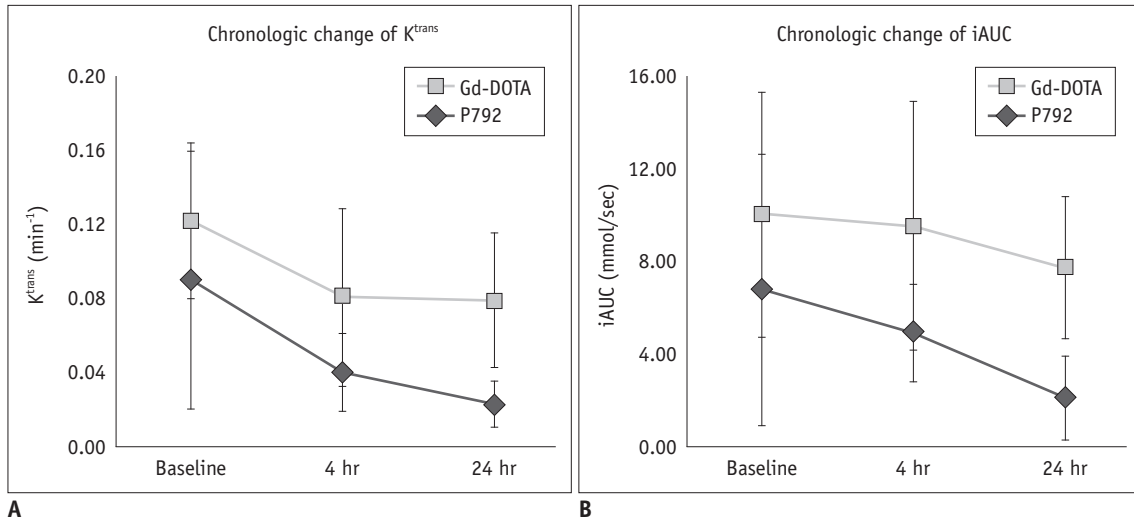 Chronologic change of Kᵗʳᵃⁿˢ
0.20
0.16
0.12
0.08
0.04
0.00
Kᵗʳᵃⁿˢ (min⁻¹)
Gd-DOTA
P792
Baseline
4 hr
24 hr
A
Chronologic change of iAUC
16.00
12.00
8.00
4.00
0.00
iAUC (mmol/sec)
Gd-DOTA
P792
Baseline
4 hr
24 hr
B